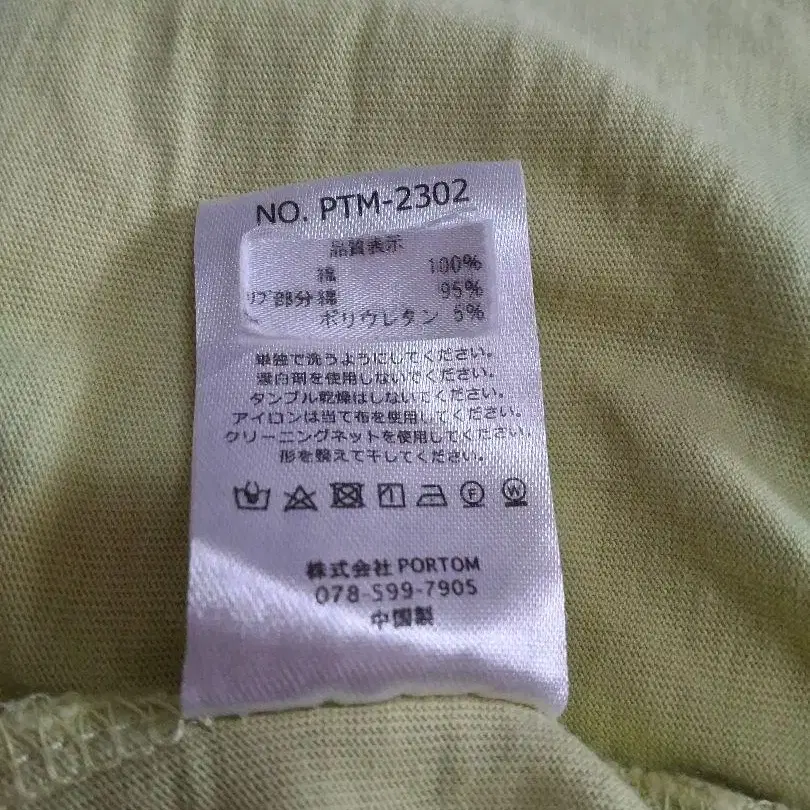 NO. PTM-2302
品質表示
綿 100%
リブ部分 綿 95%
ポリウレタン 5%
単独で洗うようにしてください。
漂白剤を使用しないでください。
タンブル乾燥はしないでください。
アイロンは当て布を使用してください。
クリーニングネットを使用してください。
形を整えて干してください。
F W
株式会社 PORTOM
078-599-7905
中国製